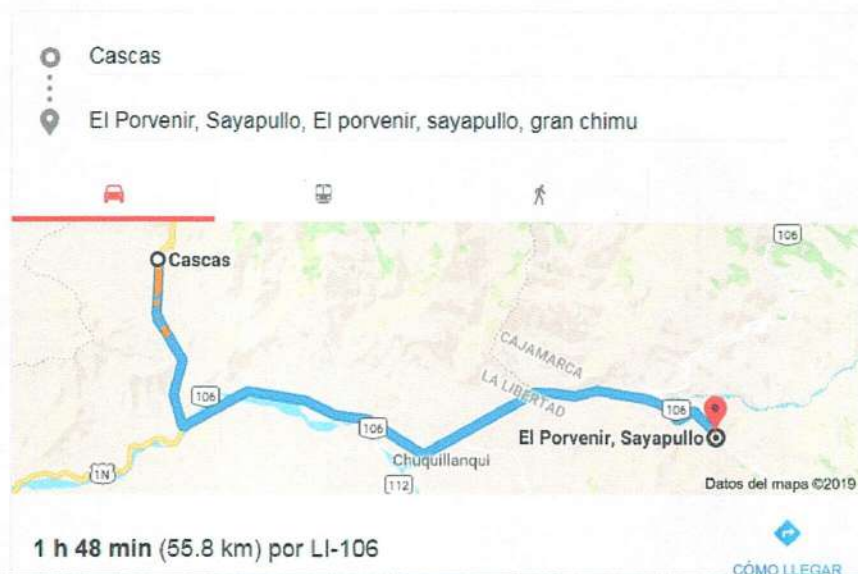 Cascas
El Porvenir, Sayapullo, El porvenir, sayapullo, gran chimu
106
Cascas
CAJAMARCA
LA LIBERTAD
106
106
106
El Porvenir, Sayapullo
Chuquillanqui
1N
112
Datos del mapa ©2019
1 h 48 min (55.8 km) por LI-106
CÓMO LLEGAR